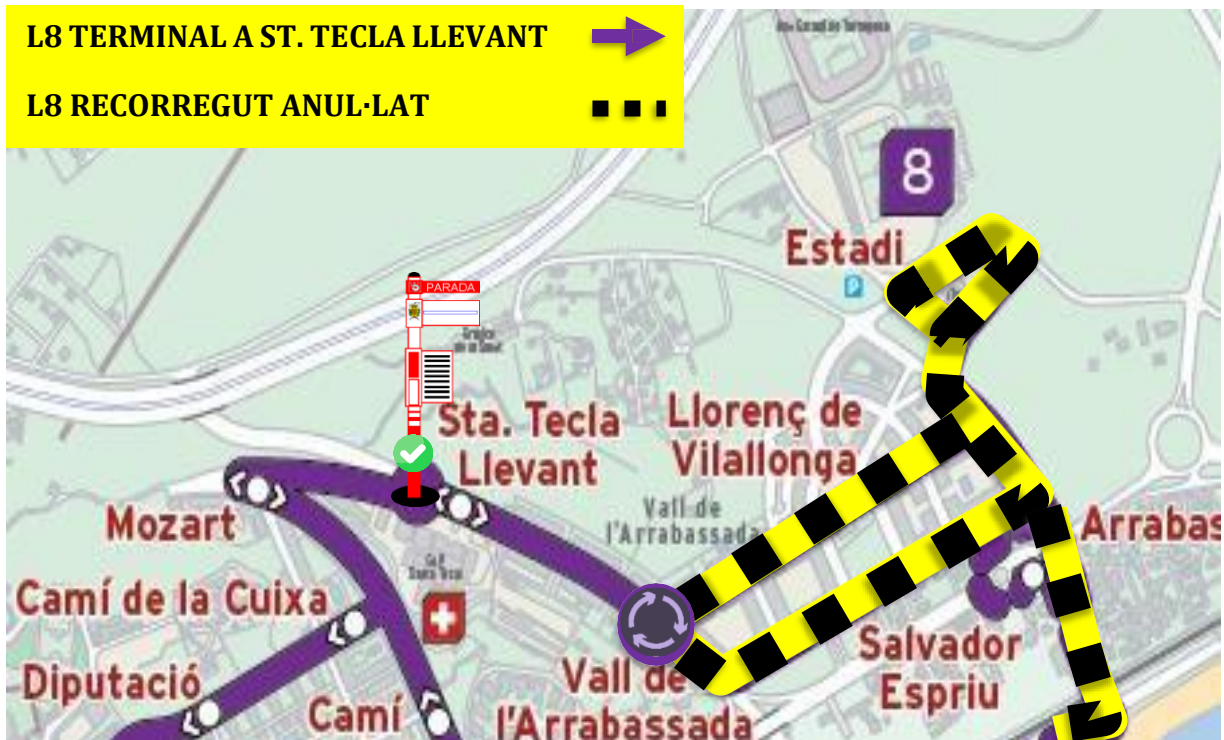 L8 TERMINAL A ST. TECLA LLEVANT
L8 RECORREGUT ANUL·LAT
8
Estadi
PARADA
Sta. Tecla
Llevant
Llorenç de
Vilallonga
Vall de
l'Arrabassada
Mozart
Arrabas
Camí de la Cuixa
Salvador
Espriu
Diputació
Camí
Vall de
l'Arrabassada